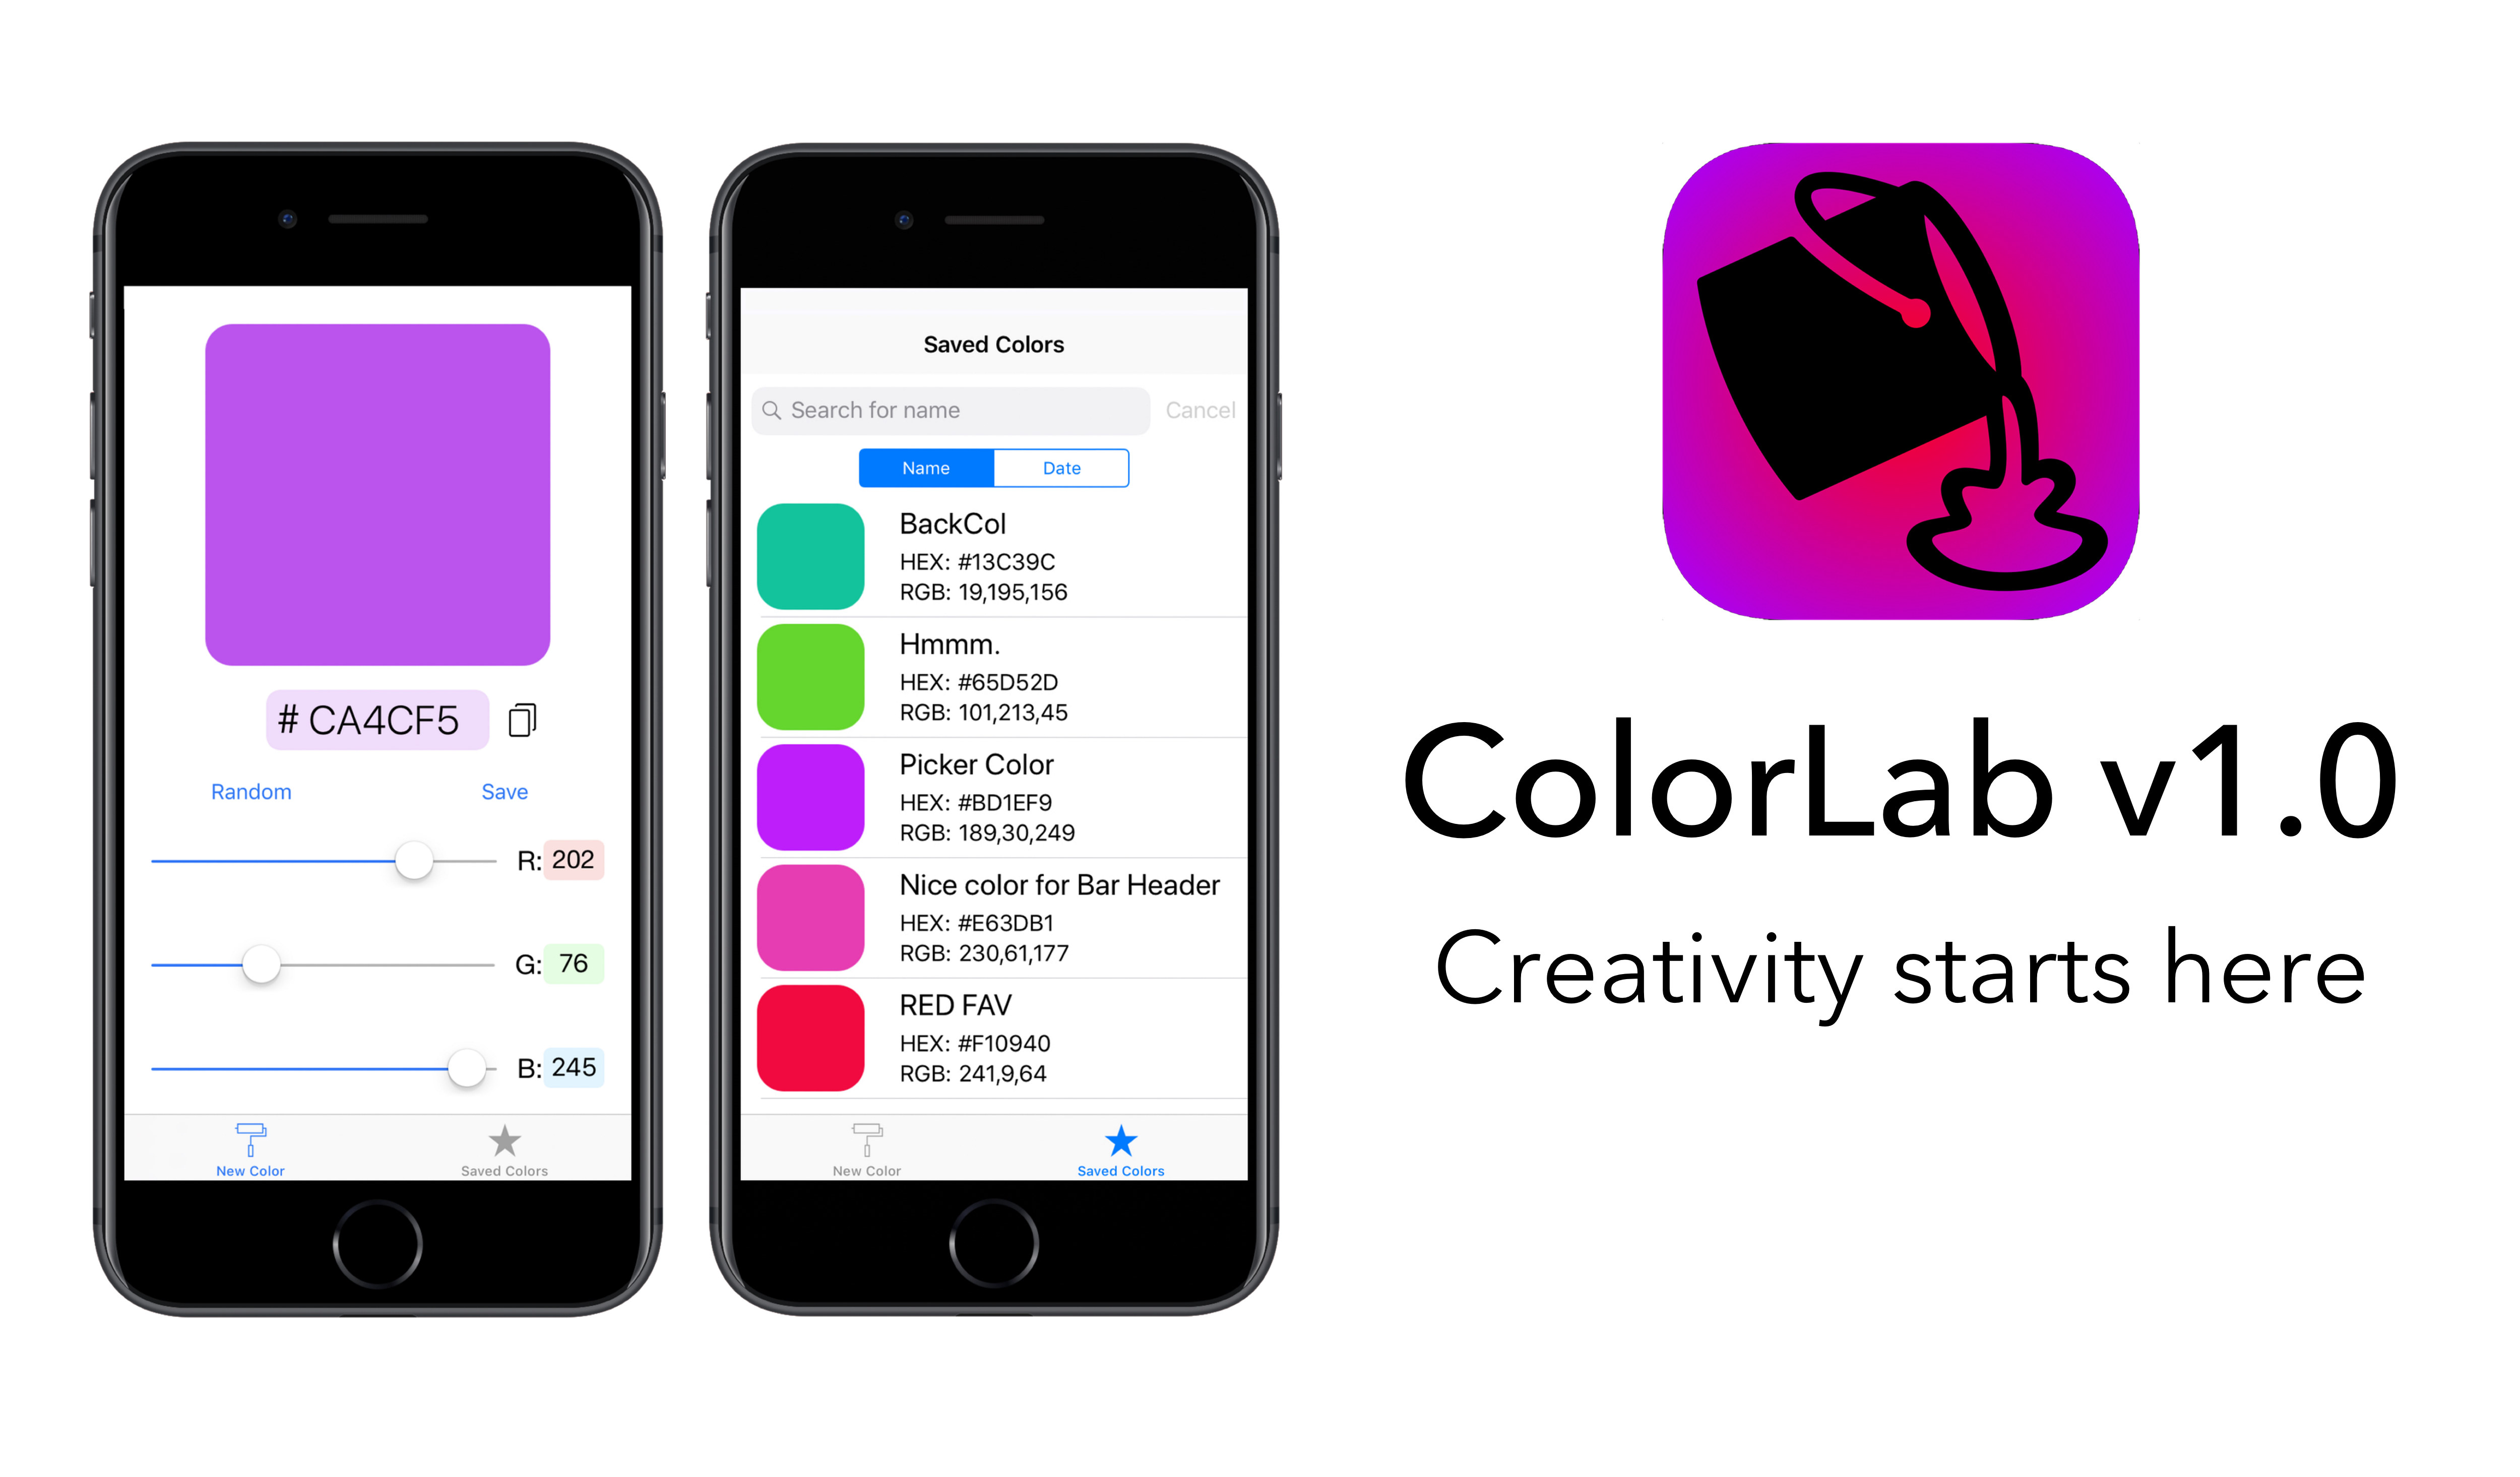 # CA4CF5
Random Save
R: 202
G: 76
B: 245
New Color Saved Colors
Saved Colors
Search for name Cancel
Name Date
BackCol
HEX: #13C39C
RGB: 19,195,156
Hmmm.
HEX: #65D52D
RGB: 101,213,45
Picker Color
HEX: #BD1EF9
RGB: 189,30,249
Nice color for Bar Header
HEX: #E63DB1
RGB: 230,61,177
RED FAV
HEX: #F10940
RGB: 241,9,64
New Color Saved Colors
ColorLab v1.0
Creativity starts here